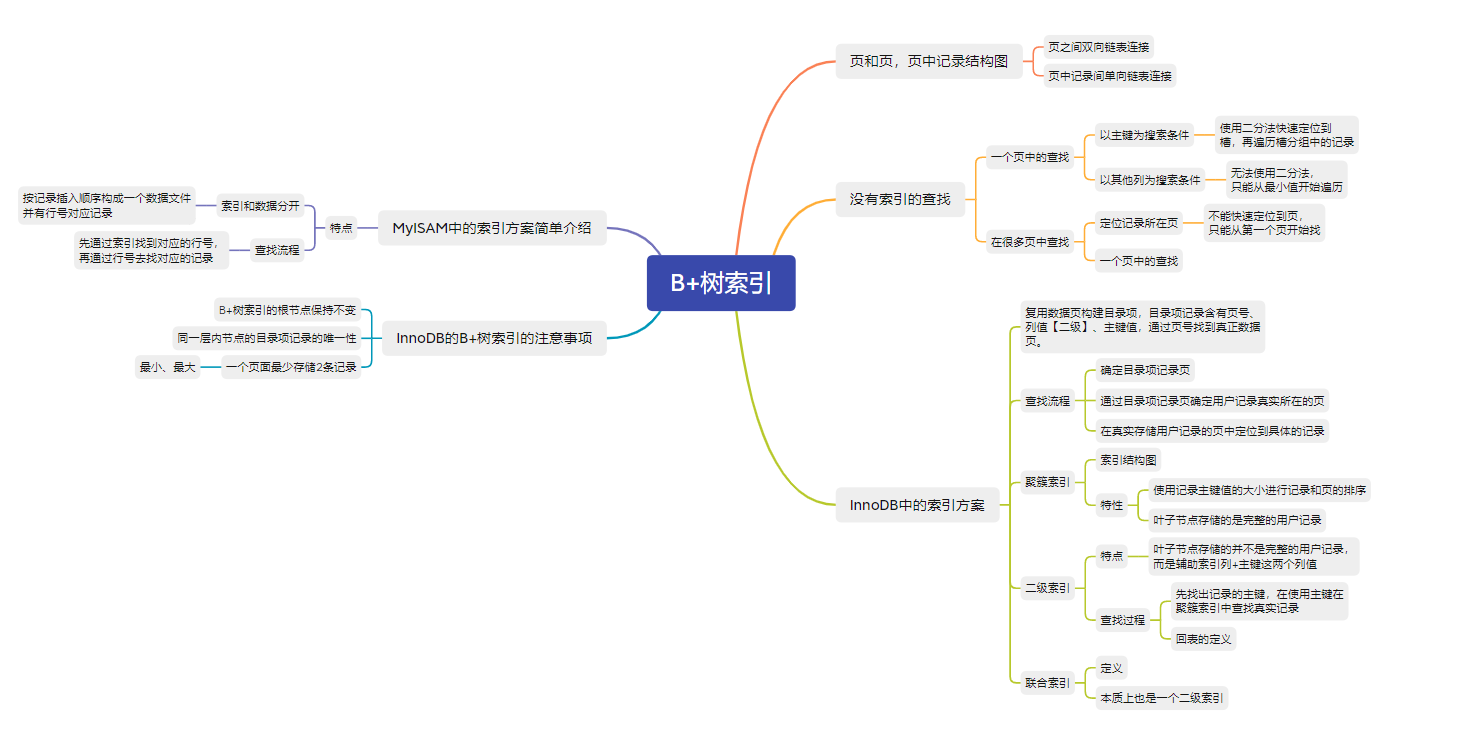 B+树索引
页和页，页中记录结构图
页之间双向链表连接
页中记录间单向链表连接
没有索引的查找
一个页中的查找
以主键为搜索条件
使用二分法快速定位到
槽，再遍历槽分组中的记录
以其他列为搜索条件
无法使用二分法，
只能从最小值开始遍历
在很多页中查找
定位记录所在页
不能快速定位到页，
只能从第一个页开始找
一个页中的查找
InnoDB中的索引方案
复用数据页构建目录项，目录项记录含有页号、
列值【二级】、主键值，通过页号找到真正数据
页。
查找流程
确定目录项记录页
通过目录项记录页确定用户记录真实所在的页
在真实存储用户记录的页中定位到具体的记录
聚簇索引
索引结构图
特性
使用记录主键值的大小进行记录和页的排序
叶子节点存储的是完整的用户记录
二级索引
特点
叶子节点存储的并不是完整的用户记录，
而是辅助索引列+主键这两个列值
查找过程
先找出记录的主键，在使用主键在
聚簇索引中查找真实记录
回表的定义
联合索引
定义
本质上也是一个二级索引
MyISAM中的索引方案简单介绍
特点
索引和数据分开
按记录插入顺序构成一个数据文件
并有行号对应记录
查找流程
先通过索引找到对应的行号，
再通过行号去找对应的记录
InnoDB的B+树索引的注意事项
B+树索引的根节点保持不变
同一层内节点的目录项记录的唯一性
一个页面最少存储2条记录
最小、最大